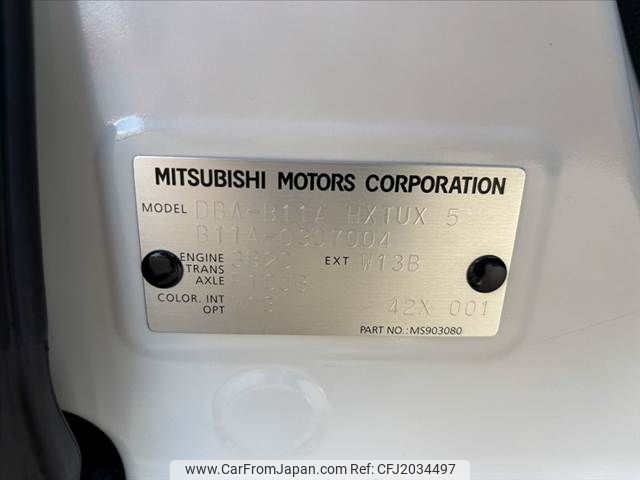 MITSUBISHI MOTORS CORPORATION
MODEL DBA-B11A HXTUX 5
B11A-0307004
ENGINE 3B20 EXT W13B
TRANS
AXLE
COLOR. INT 42X 001
OPT
PART NO.: MS903080
www.CarFromJapan.com | Ref:CFJ2034497